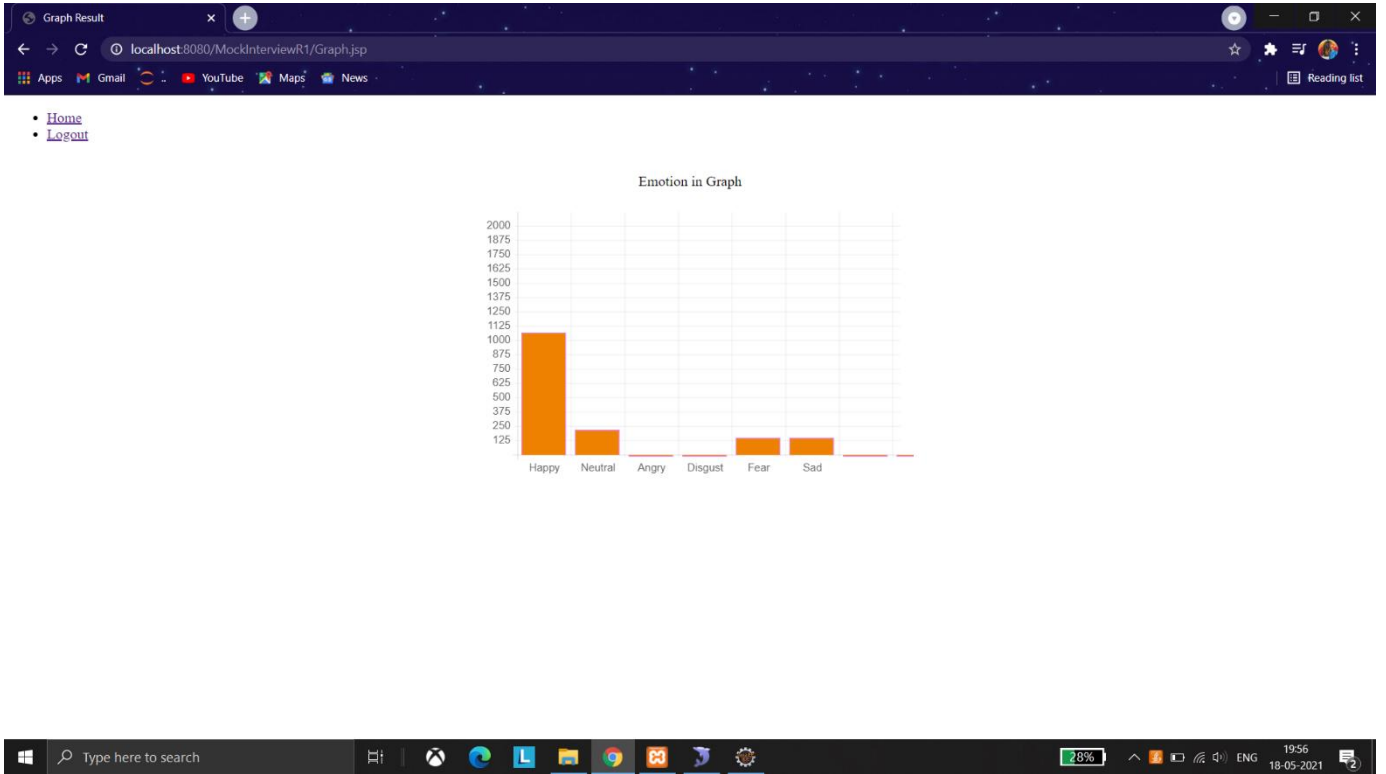 Graph Result
localhost:8080/MockInterviewR1/Graph.jsp
Apps Gmail .. YouTube Maps News Reading list
Home
Logout
Emotion in Graph
2000
1875
1750
1625
1500
1375
1250
1125
1000
875
750
625
500
375
250
125
Happy Neutral Angry Disgust Fear Sad
Type here to search L 28% ENG 19:56
18-05-2021 2